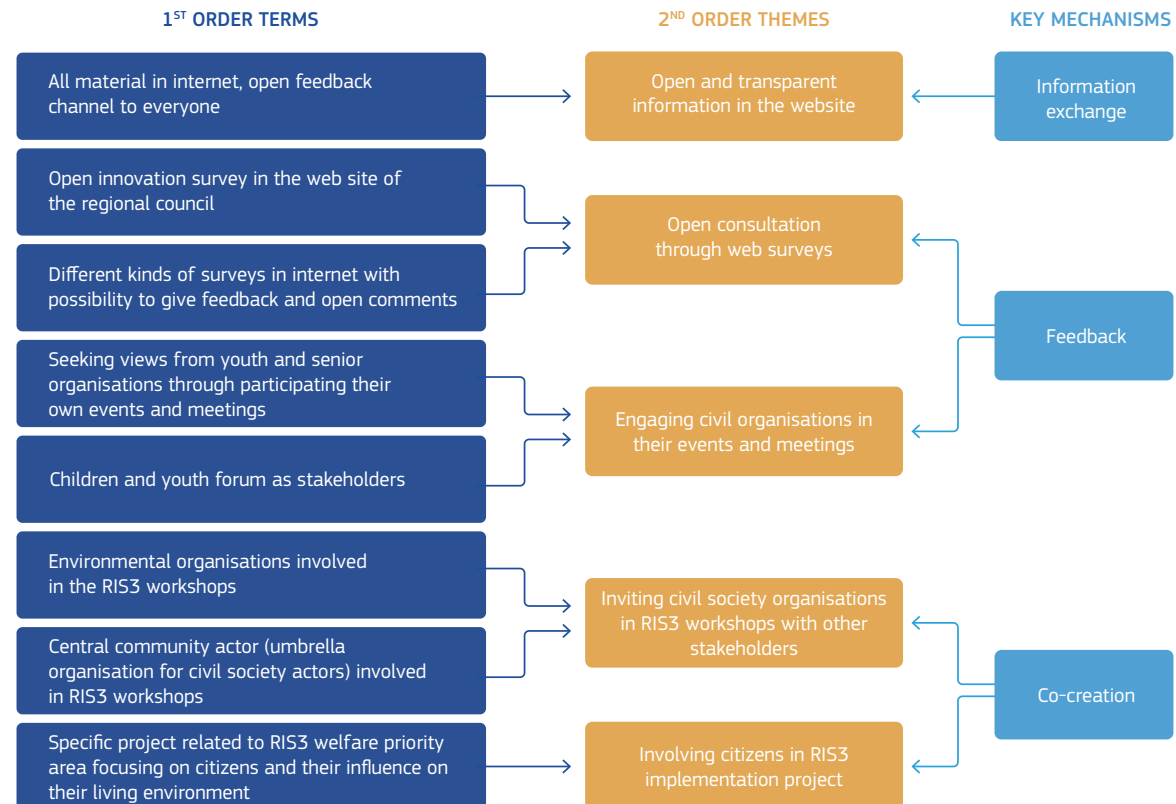 1ST ORDER TERMS
2ND ORDER THEMES
KEY MECHANISMS
All material in internet, open feedback
channel to everyone
Open and transparent
information in the website
Information
exchange
Open innovation survey in the web site of
the regional council
Different kinds of surveys in internet with
possibility to give feedback and open comments
Open consultation
through web surveys
Feedback
Seeking views from youth and senior
organisations through participating their
own events and meetings
Children and youth forum as stakeholders
Engaging civil organisations in
their events and meetings
Environmental organisations involved
in the RIS3 workshops
Central community actor (umbrella
organisation for civil society actors) involved
in RIS3 workshops
Inviting civil society organisations
in RIS3 workshops with other
stakeholders
Co-creation
Specific project related to RIS3 welfare priority
area focusing on citizens and their influence on
their living environment
Involving citizens in RIS3
implementation project